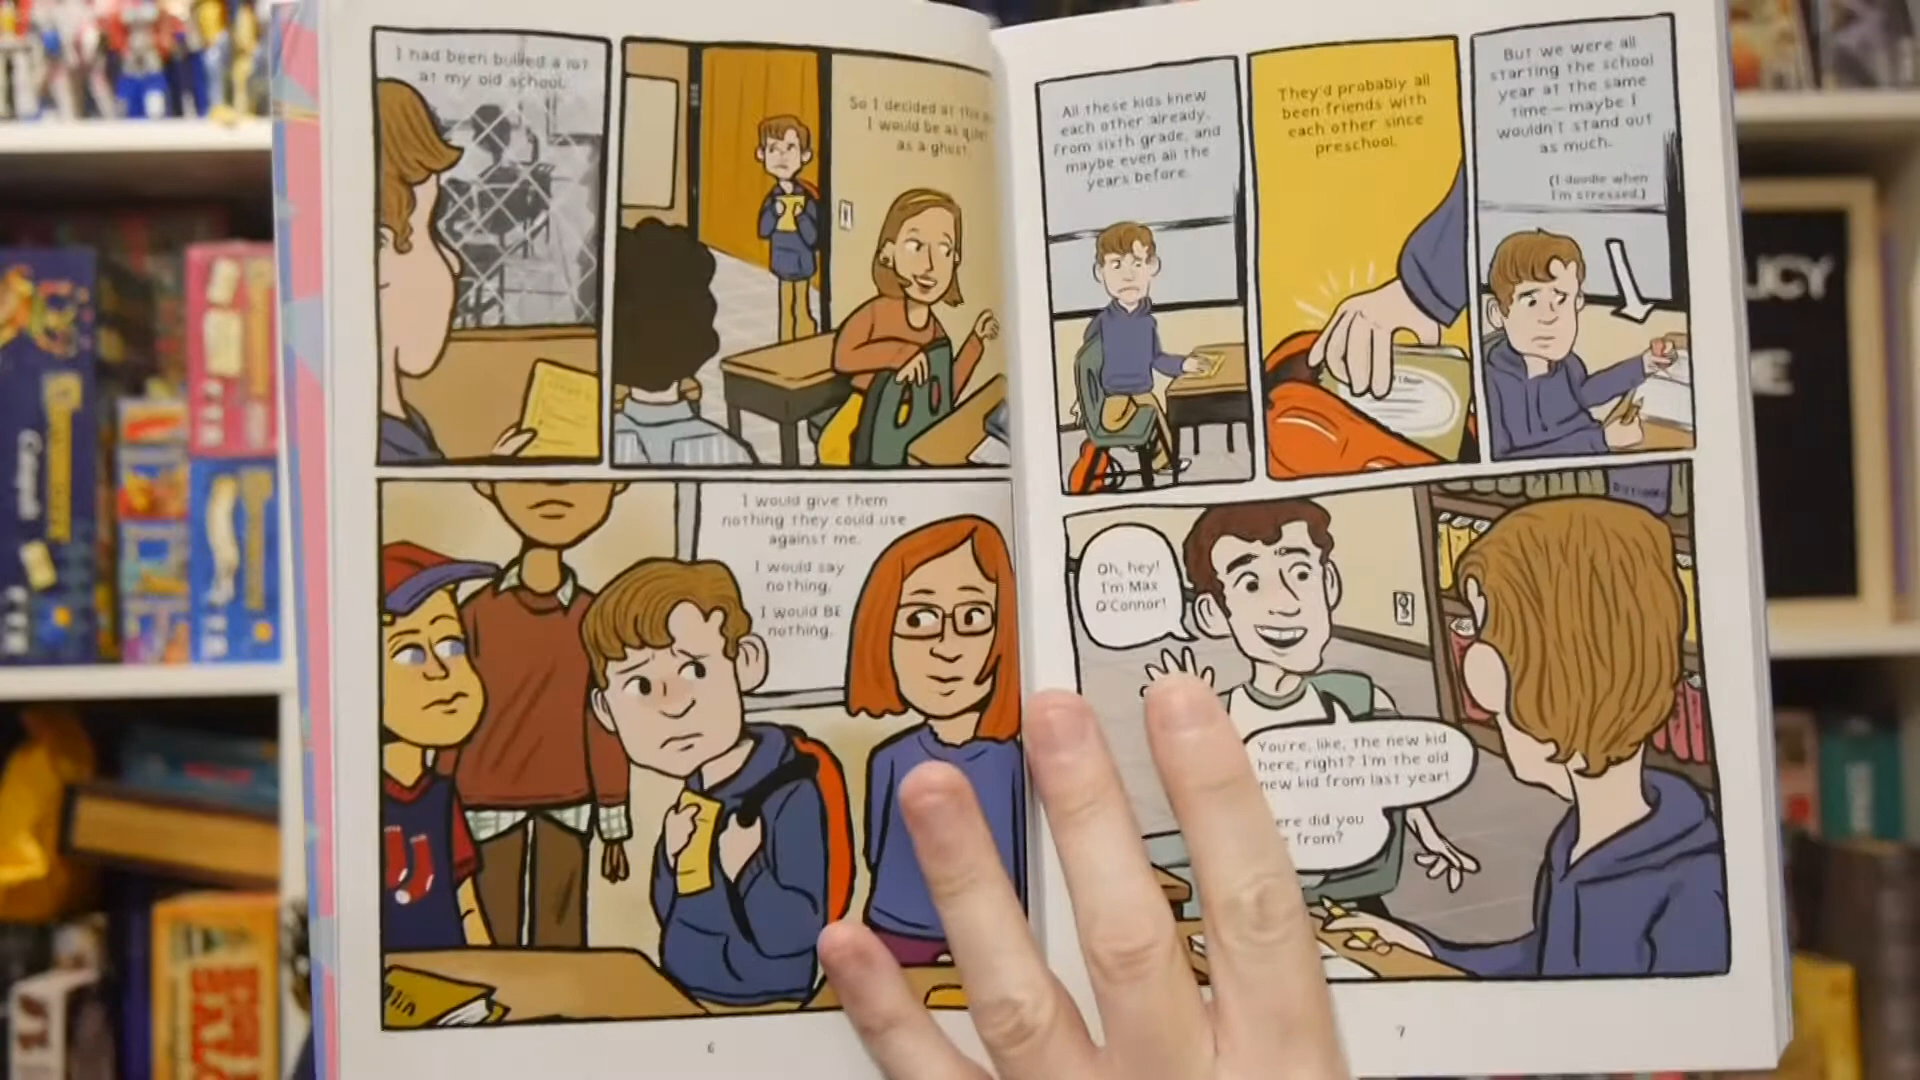 I had been bullied a lot
at my old school.
So I decided at this
I would be as quiet
as a ghost.
I would give them
nothing they could use
against me.
I would say
nothing.
I would BE
nothing.
6
All these kids knew
each other already,
from sixth grade, and
maybe even all the
years before.
They'd probably all
been friends with
each other since
preschool.
But we were all
starting the school
year at the same
time—maybe I
wouldn't stand out
as much.
(I doodle when
I'm stressed.)
Oh, hey!
I'm Max
O'Connor!
You're, like, the new kid
here, right? I'm the old
new kid from last year!
did you
from?
7